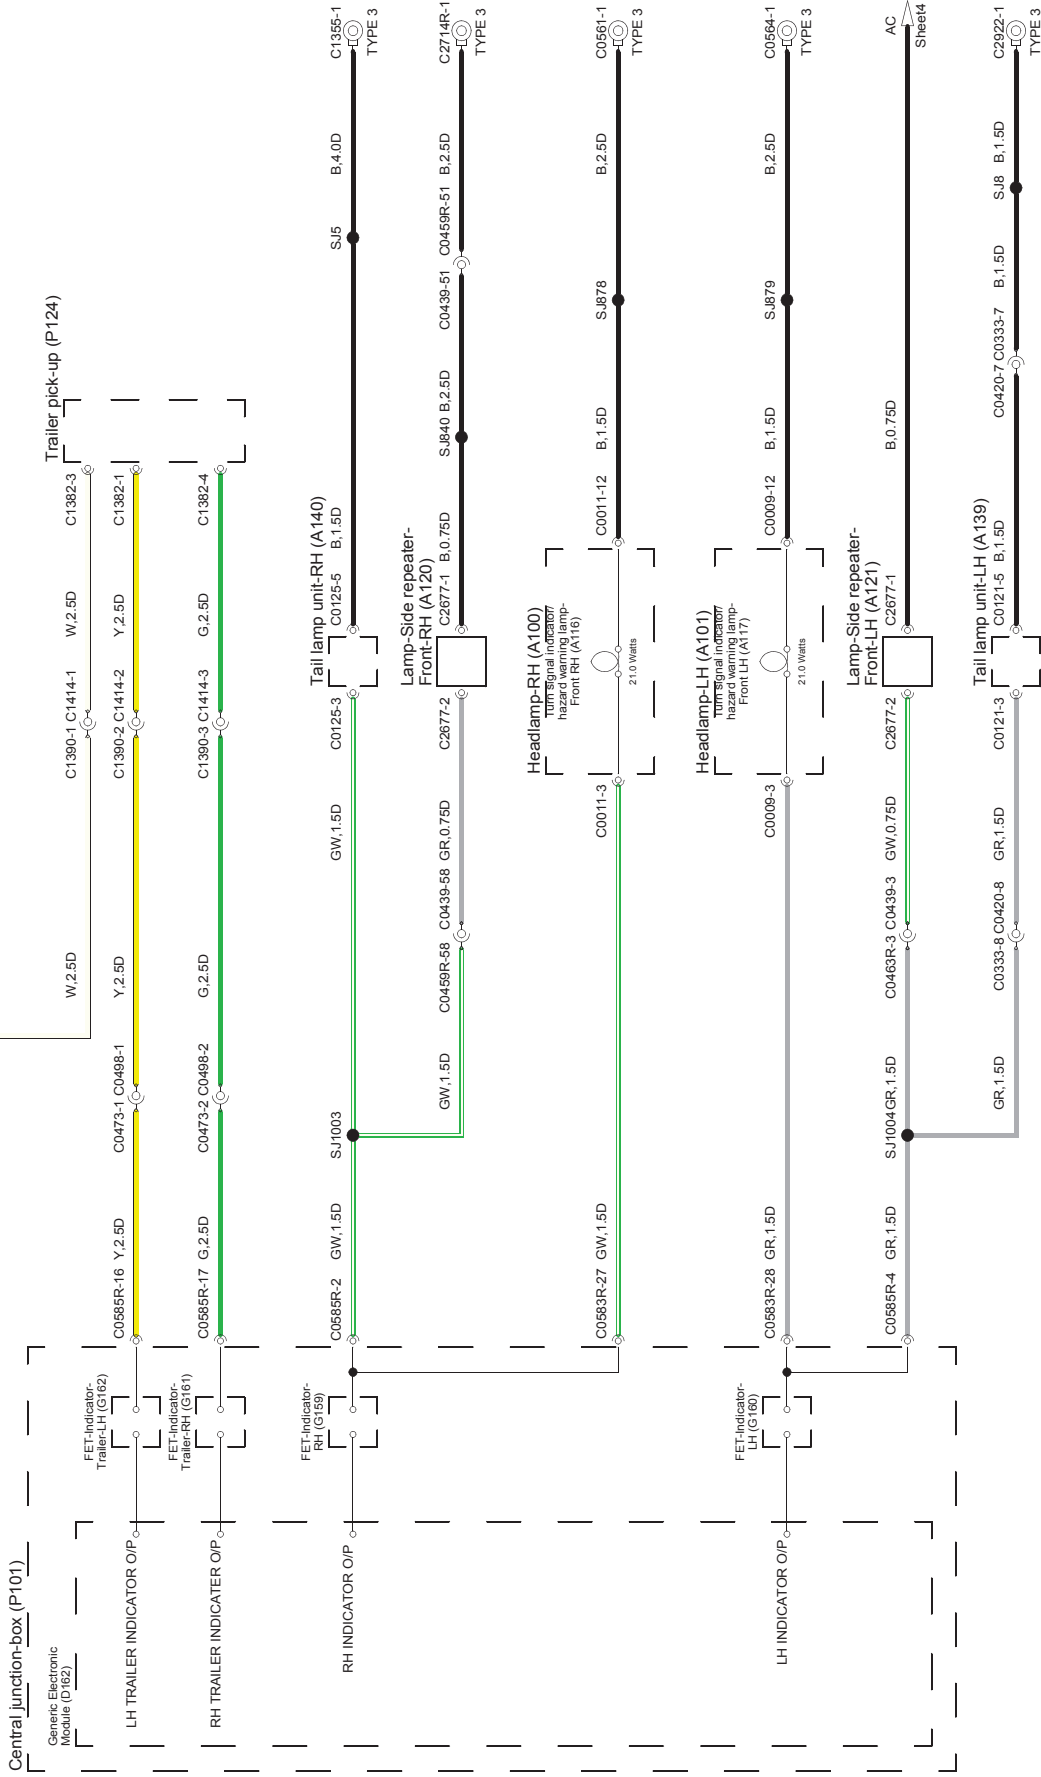 Central junction-box (P101)
Generic Electronic
Module (D162)
LH TRAILER INDICATOR O/P
RH TRAILER INDICATER O/P
RH INDICATOR O/P
LH INDICATOR O/P
FET-Indicator-
Trailer-LH (G162)
FET-Indicator-
Trailer-RH (G161)
FET-Indicator-
RH (G159)
FET-Indicator-
LH (G160)
W,2.5D
C1390-1
C1414-1
W,2.5D
C1382-3
Trailer pick-up (P124)
C0585R-16
Y,2.5D
C0473-1
C0498-1
Y,2.5D
C1390-2
C1414-2
Y,2.5D
C1382-1
C0585R-17
G,2.5D
C0473-2
C0498-2
G,2.5D
C1390-3
C1414-3
G,2.5D
C1382-4
C0585R-2
GW,1.5D
SJ1003
GW,1.5D
C0125-3
Tail lamp unit-RH (A140)
C0125-5
B,1.5D
SJ5
B,4.0D
C1355-1
TYPE 3
GW,1.5D
C0459R-58
C0439-58
GR,0.75D
C2677-2
Lamp-Side repeater-
Front-RH (A120)
C2677-1
B,0.75D
SJ840
B,2.5D
C0439-51
C0459R-51
B,2.5D
C2714R-1
TYPE 3
C0583R-27
GW,1.5D
C0011-3
Headlamp-RH (A100)
Turn signal indicator/
hazard warning lamp-
Front RH (A116)
21.0 Watts
C0011-12
B,1.5D
SJ878
B,2.5D
C0561-1
TYPE 3
C0583R-28
GR,1.5D
C0009-3
Headlamp-LH (A101)
Turn signal indicator/
hazard warning lamp-
Front LH (A117)
21.0 Watts
C0009-12
B,1.5D
SJ879
B,2.5D
C0564-1
TYPE 3
C0585R-4
GR,1.5D
SJ1004
GR,1.5D
C0463R-3
C0439-3
GW,0.75D
C2677-2
Lamp-Side repeater-
Front-LH (A121)
C2677-1
B,0.75D
AC
Sheet4
GR,1.5D
C0333-8
C0420-8
GR,1.5D
C0121-3
Tail lamp unit-LH (A139)
C0121-5
B,1.5D
C0420-7
C0333-7
B,1.5D
SJ8
B,1.5D
C2922-1
TYPE 3